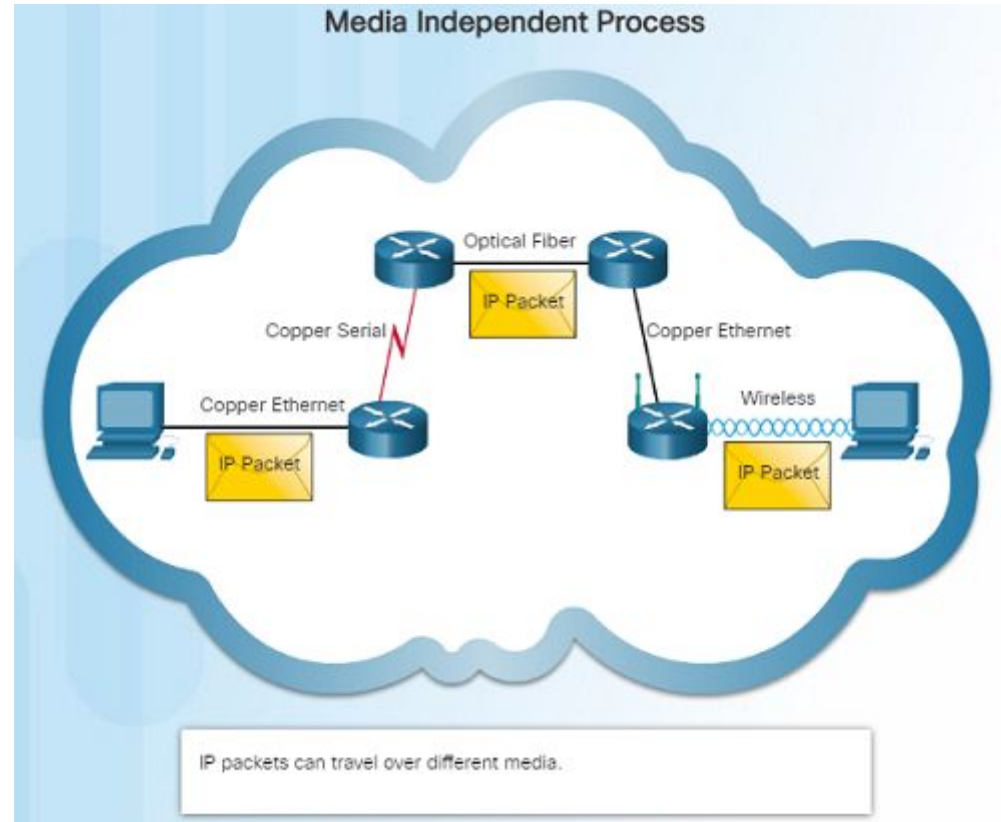 Media Independent Process
Optical Fiber
IP Packet
Copper Serial
Copper Ethernet
Copper Ethernet
IP Packet
Wireless
IP Packet
IP packets can travel over different media.